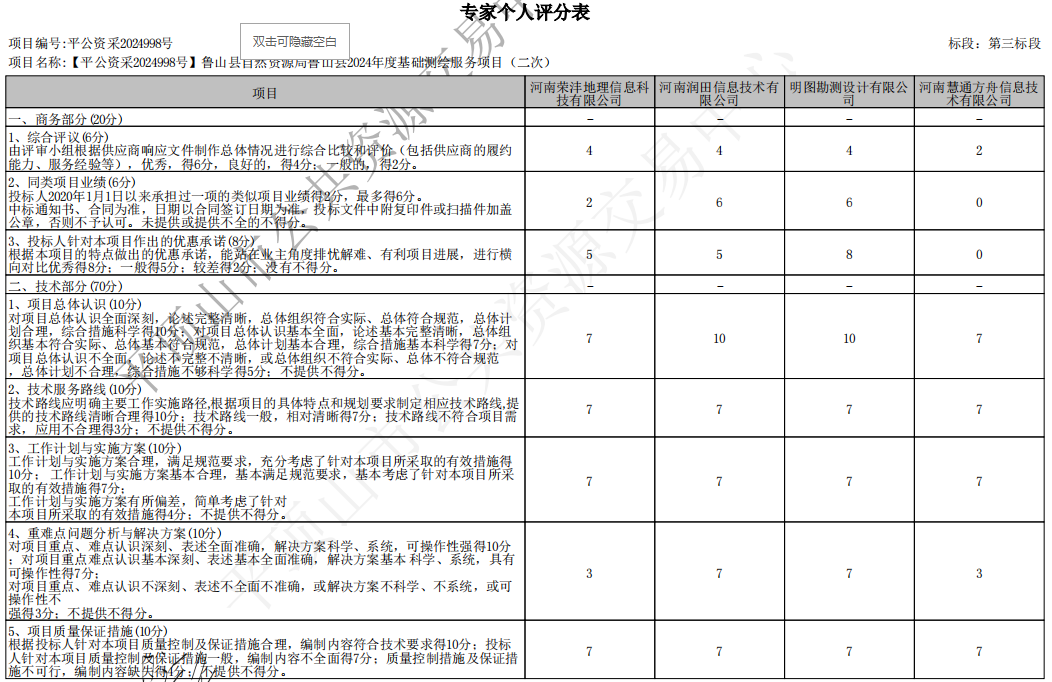 专家个人评分表
项目编号:平公资采2024998号
双击可隐藏空白
标段：第三标段
项目名称:【平公资采2024998号】鲁山县自然资源局鲁山县2024年度基础测绘服务项目（二次）
项目
河南荣沣地理信息科
技有限公司
河南润田信息技术有
限公司
明图勘测设计有限公
司
河南慧通方舟信息技
术有限公司
一、商务部分(20分)
－ － － －
1、综合评议(6分)
由评审小组根据供应商响应文件制作总体情况进行综合比较和评价（包括供应商的履约
能力、服务经验等），优秀，得6分，良好的，得4分；一般的，得2分。
4 4 4 2
2、同类项目业绩(6分)
投标人2020年1月1日以来承担过一项的类似项目业绩得2分，最多得6分。
中标通知书、合同为准，日期以合同签订日期为准，投标文件中附复印件或扫描件加盖
公章，否则不予认可。未提供或提供不全的不得分。
2 6 6 0
3、投标人针对本项目作出的优惠承诺(8分)
根据本项目的特点做出的优惠承诺，能站在业主角度排忧解难、有利项目进展，进行横
向对比优秀得8分；一般得5分；较差得2分；没有不得分。
5 5 8 0
二、技术部分(70分)
－ － － －
1、项目总体认识(10分)
对项目总体认识全面深刻，论述完整清晰，总体组织符合实际、总体符合规范，总体计
划合理，综合措施科学得10分；对项目总体认识基本全面，论述基本完整清晰，总体组
织基本符合实际、总体基本符合规范，总体计划基本合理，综合措施基本科学得7分；对
项目总体认识不全面，论述不完整不清晰，或总体组织不符合实际、总体不符合规范
，总体计划不合理，综合措施不够科学得5分；不提供不得分。
7 10 10 7
2、技术服务路线(10分)
技术路线应明确主要工作实施路径,根据项目的具体特点和规划要求制定相应技术路线,提
供的技术路线清晰合理得10分；技术路线一般，相对清晰得7分；技术路线不符合项目需
求，应用不合理得3分；不提供不得分。
7 7 7 7
3、工作计划与实施方案(10分)
工作计划与实施方案合理，满足规范要求，充分考虑了针对本项目所采取的有效措施得
10分； 工作计划与实施方案基本合理，基本满足规范要求，基本考虑了针对本项目所采
取的有效措施得7分；
工作计划与实施方案有所偏差，简单考虑了针对
本项目所采取的有效措施得4分；不提供不得分。
7 7 7 7
4、重难点问题分析与解决方案(10分)
对项目重点、难点认识深刻、表述全面准确，解决方案科学、系统，可操作性强得10分
；对项目重点难点认识基本深刻、表述基本全面准确，解决方案基本科学、系统，具有
可操作性得7分；
对项目重点、难点认识不深刻、表述不全面不准确，或解决方案不科学、不系统，或可
操作性不
强得3分；不提供不得分。
3 7 7 3
5、项目质量保证措施(10分)
根据投标人针对本项目质量控制及保证措施合理，编制内容符合技术要求得10分；投标
人针对本项目质量控制及保证措施一般，编制内容不全面得7分；质量控制措施及保证措
施不可行，编制内容缺失得4分；不提供不得分。
7 7 7 7
平顶山市公共资源交易中心
平顶山市公共资源交易中心